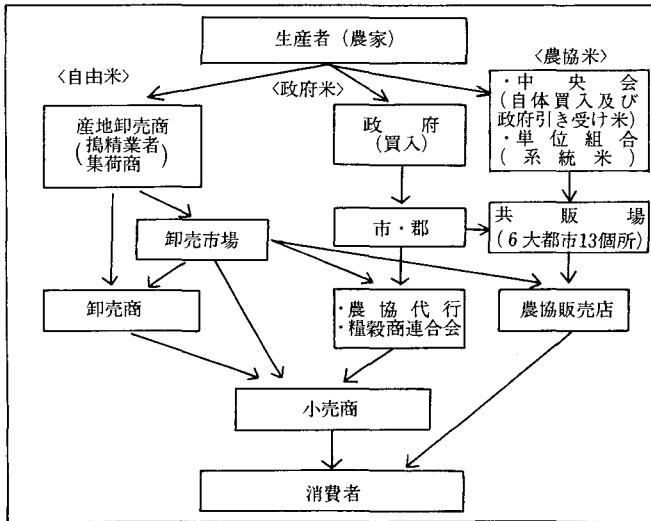 生産者（農家）
〈自由米〉
〈政府米〉
〈農協米〉
産地卸売商
(搗精業者
集荷商)
政　府
（買入）
・中央会
(自体買入及び
政府引き受け米)
・単位組合
(系統米)
卸売市場
市・郡
共販場
(6大都市13個所)
卸売商
・農協代行
・糧穀商連合会
農協販売店
小売商
消費者